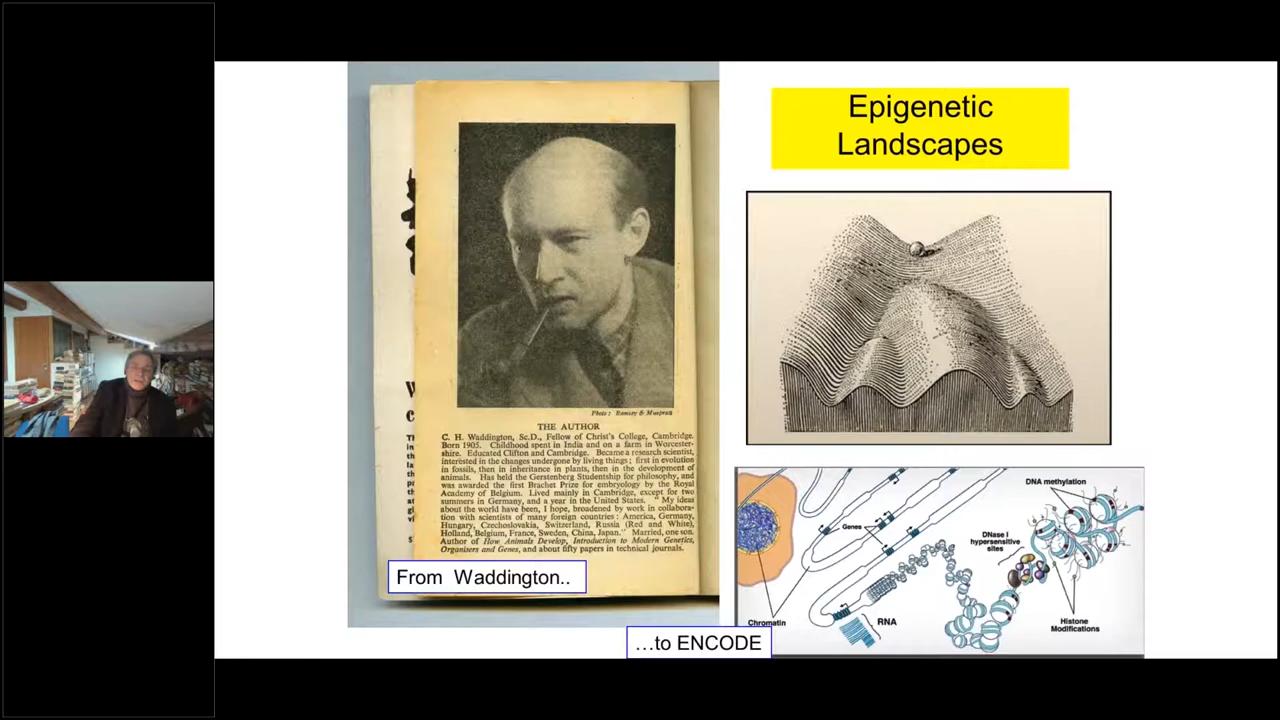 Epigenetic
Landscapes
Photo: Ramsey & Muspratt
THE AUTHOR
C. H. Waddington, Sc.D., Fellow of Christ's College, Cambridge.
Born 1905. Childhood spent in India and on a farm in Worcester-
shire. Educated Clifton and Cambridge. Became a research scientist,
interested in the changes undergone by living things; first in evolution
in fossils, then in inheritance in plants, then in the development of
animals. Has held the Gerstenberg Studentship for philosophy, and
was awarded the first Brachet Prize for embryology by the Royal
Academy of Belgium. Lived mainly in Cambridge, except for two
summers in Germany, and a year in the United States. "My ideas
about the world have been, I hope, broadened by work in collabora-
tion with scientists of many foreign countries: America, Germany,
Hungary, Czechoslovakia, Switzerland, Russia (Red and White),
Holland, Belgium, France, Sweden, China, Japan." Married, one son.
Author of How Animals Develop, Introduction to Modern Genetics,
Organisers and Genes, and about fifty papers in technical journals.
From Waddington..
DNA methylation
Genes
DNase I
hypersensitive
sites
Chromatin
RNA
Histone
Modifications
…to ENCODE